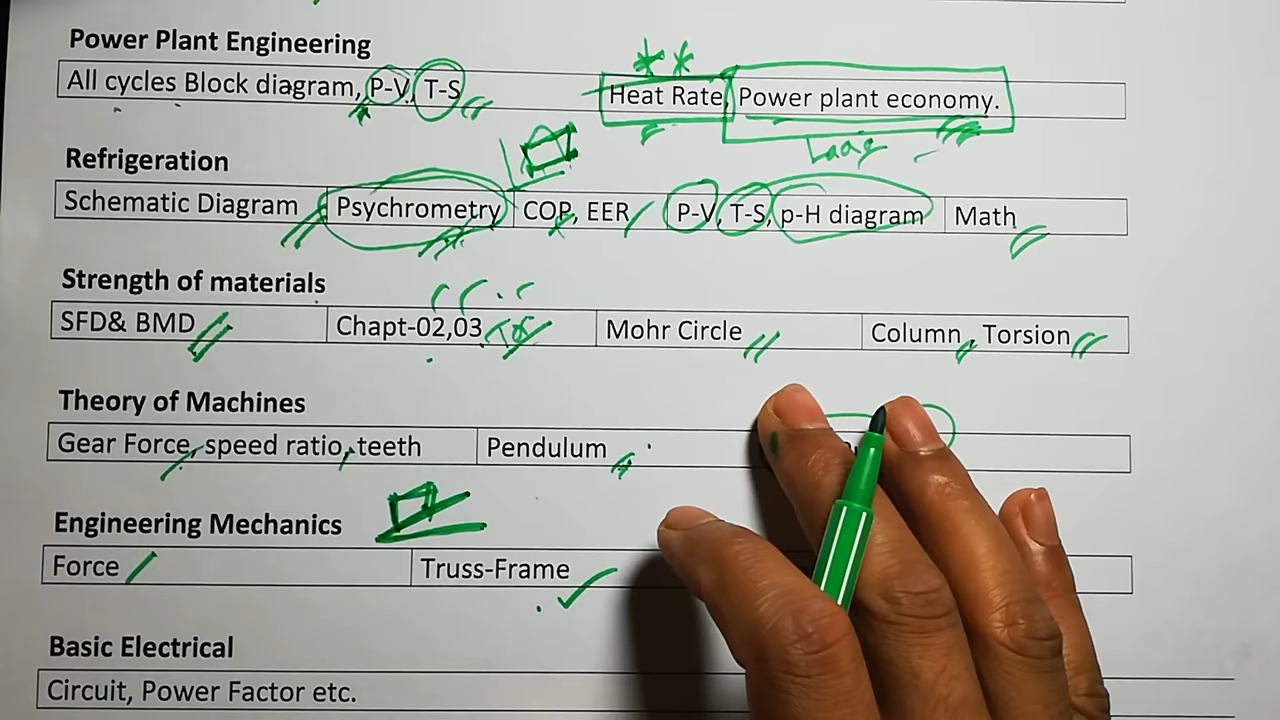 Power Plant Engineering
All cycles Block diagram, P-V, T-S Heat Rate, Power plant economy.
Refrigeration
Schematic Diagram Psychrometry COP, EER P-V, T-S, p-H diagram Math
Strength of materials
SFD& BMD Chapt-02,03 Mohr Circle Column, Torsion
Theory of Machines
Gear Force, speed ratio, teeth Pendulum
Engineering Mechanics
Force Truss-Frame
Basic Electrical
Circuit, Power Factor etc.